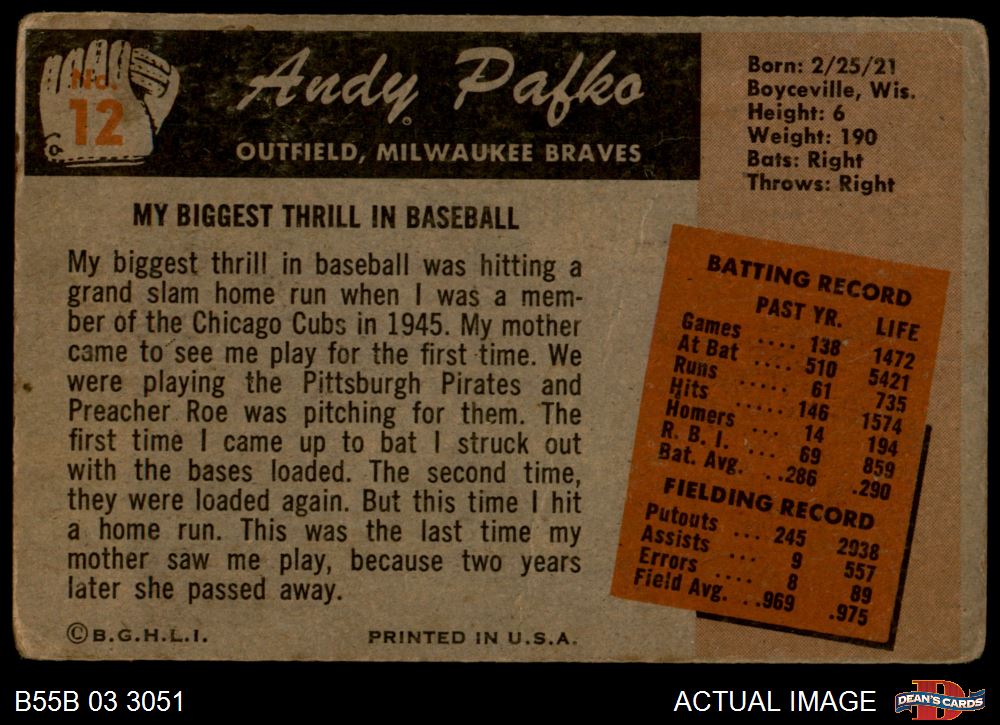 No.
12
Andy Pafko
OUTFIELD, MILWAUKEE BRAVES
Born: 2/25/21
Boyceville, Wis.
Height: 6
Weight: 190
Bats: Right
Throws: Right
MY BIGGEST THRILL IN BASEBALL
My biggest thrill in baseball was hitting a
grand slam home run when I was a mem-
ber of the Chicago Cubs in 1945. My mother
came to see me play for the first time. We
were playing the Pittsburgh Pirates and
Preacher Roe was pitching for them. The
first time I came up to bat I struck out
with the bases loaded. The second time,
they were loaded again. But this time I hit
a home run. This was the last time my
mother saw me play, because two years
later she passed away.
BATTING RECORD
PAST YR. LIFE
Games .... 138 1472
At Bat .... 510 5421
Runs ..... 61 735
Hits ..... 146 1574
Homers ... 14 194
R. B. I. ... 69 859
Bat. Avg. ..286 .290
FIELDING RECORD
Putouts ... 245 2938
Assists ... 9 557
Errors .... 8 89
Field Avg. ..969 .975
©B.G.H.L.I. PRINTED IN U.S.A.
B55B 03 3051
ACTUAL IMAGE
D
DEAN'S CARDS